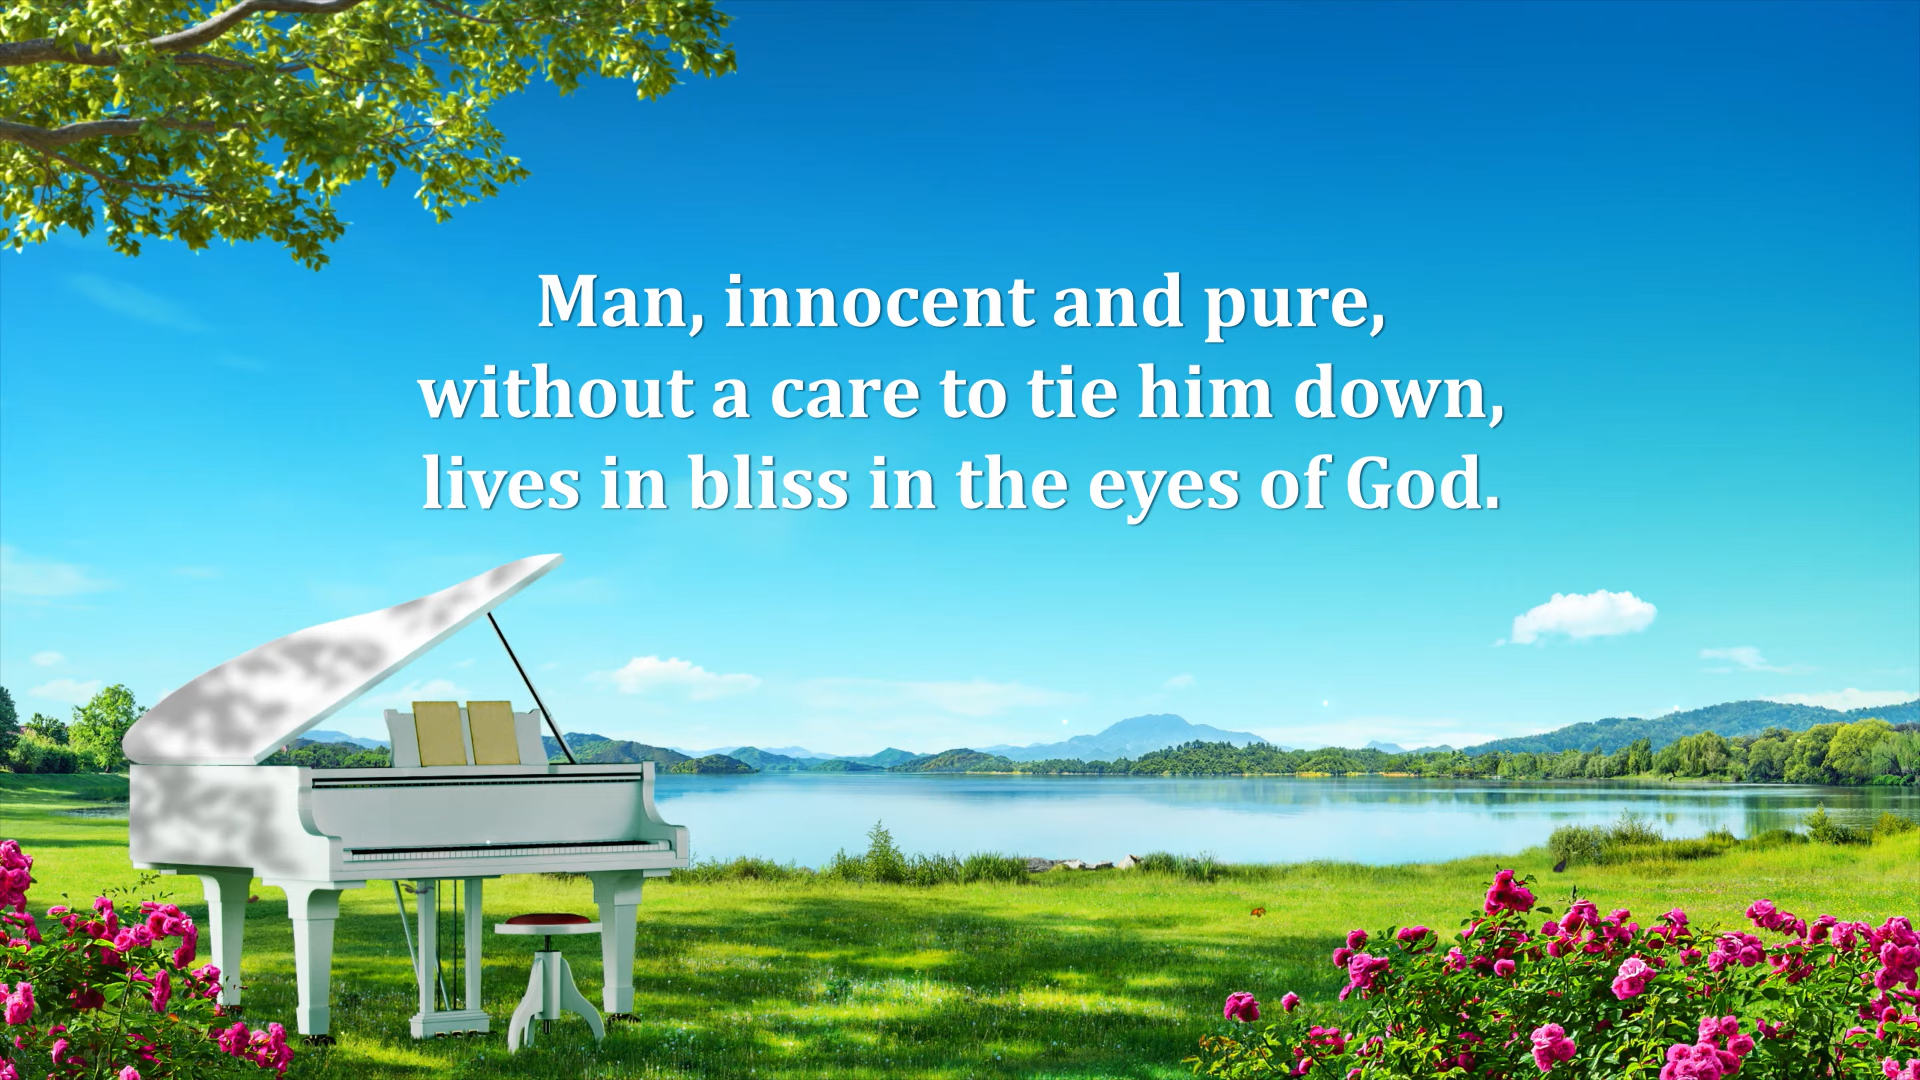 Man, innocent and pure,
without a care to tie him down,
lives in bliss in the eyes of God.